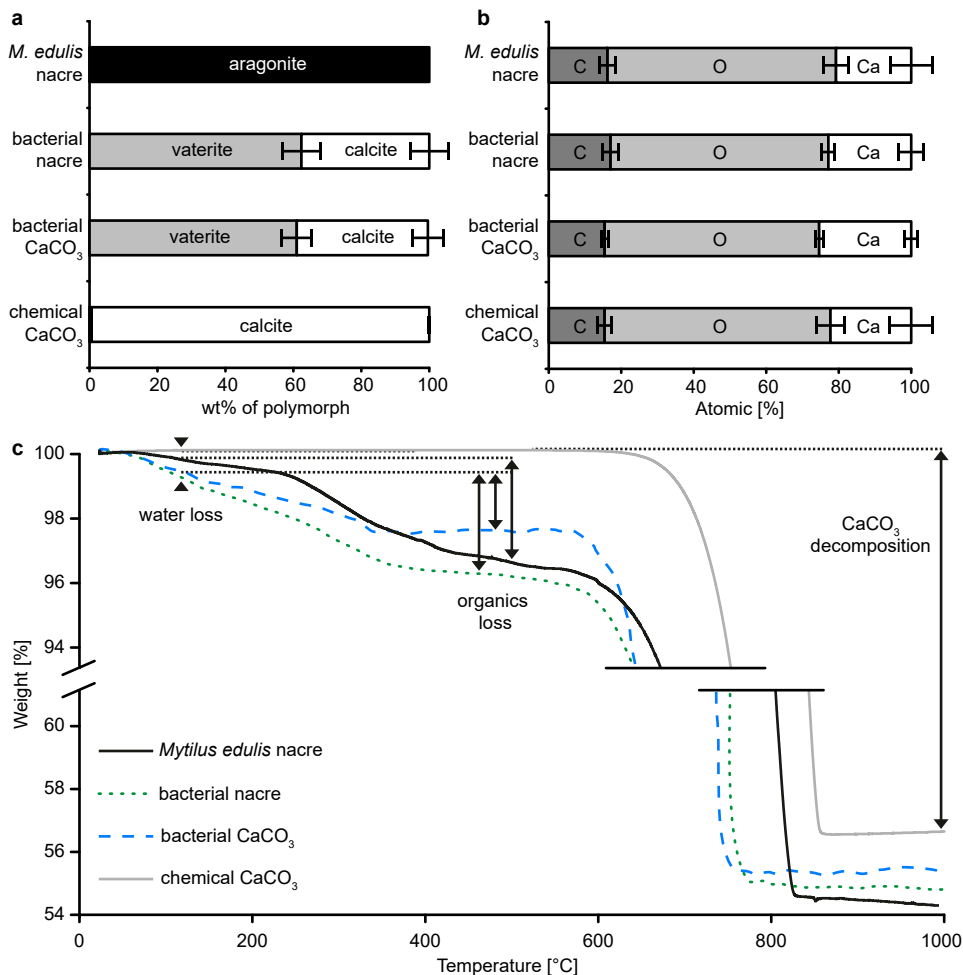 a
M. edulis
nacre
aragonite
bacterial
nacre
vaterite
calcite
bacterial
CaCO₃
vaterite
calcite
chemical
CaCO₃
calcite
0
20
40
60
80
100
wt% of polymorph
b
M. edulis
nacre
C
O
Ca
bacterial
nacre
C
O
Ca
bacterial
CaCO₃
C
O
Ca
chemical
CaCO₃
C
O
Ca
0
20
40
60
80
100
Atomic [%]
c
100
98
96
94
60
58
56
54
Weight [%]
water loss
organics
loss
CaCO₃
decomposition
Mytilus edulis nacre
bacterial nacre
bacterial CaCO₃
chemical CaCO₃
0
200
400
600
800
1000
Temperature [°C]